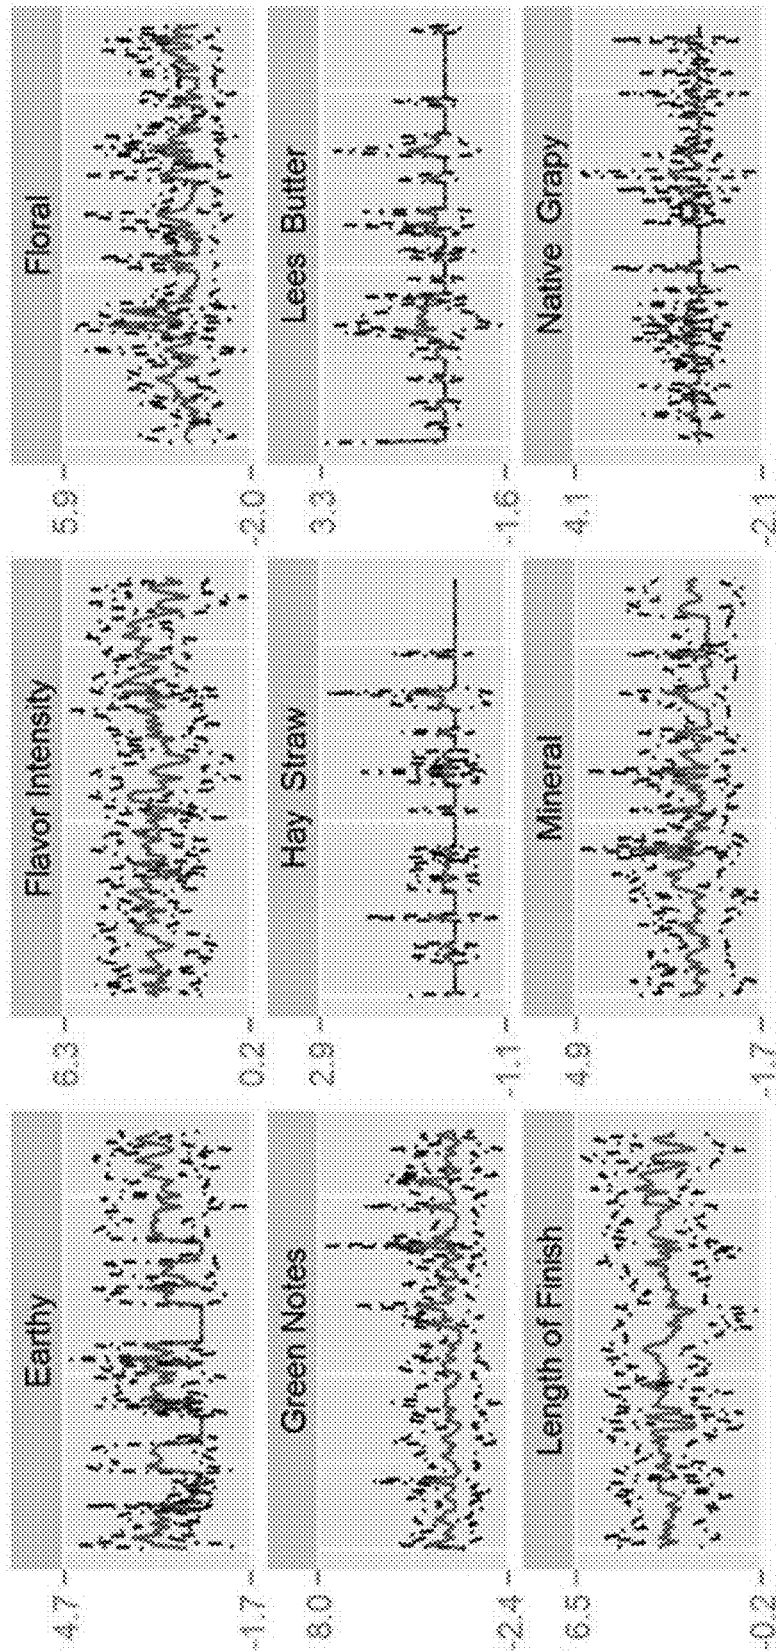 Earthy
4.7
-1.7
Flavor Intensity
6.3
0.2
Floral
5.9
-2.0
Green Notes
8.0
-2.4
Hay Straw
2.9
-1.1
Lees Butter
3.3
-1.6
Length of Finish
6.5
-0.2
Mineral
4.9
-1.7
Native Grapy
4.1
-2.1